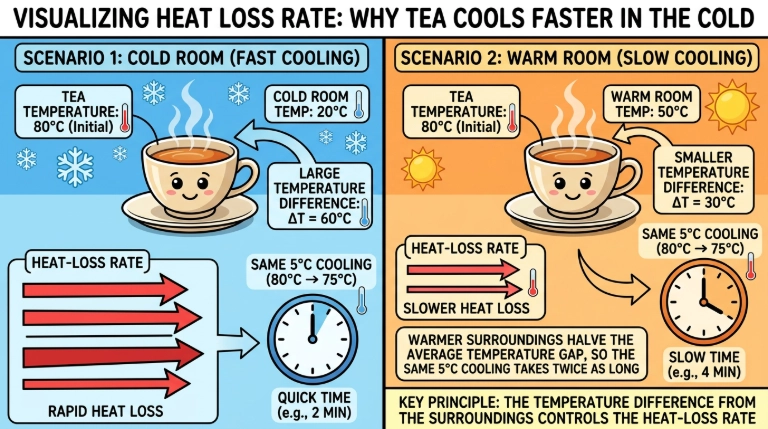 VISUALIZING HEAT LOSS RATE: WHY TEA COOLS FASTER IN THE COLD
SCENARIO 1: COLD ROOM (FAST COOLING)
TEA
TEMPERATURE:
80°C (Initial)
COLD ROOM
TEMP: 20°C
LARGE
TEMPERATURE
DIFFERENCE:
ΔT = 60°C
HEAT-LOSS RATE
RAPID HEAT LOSS
SAME 5°C COOLING
(80°C → 75°C)
QUICK TIME
(e.g., 2 MIN)
SCENARIO 2: WARM ROOM (SLOW COOLING)
TEA
TEMPERATURE:
80°C (Initial)
WARM ROOM
TEMP: 50°C
SMALLER
TEMPERATURE
DIFFERENCE:
ΔT = 30°C
HEAT-LOSS RATE
SLOWER HEAT LOSS
SAME 5°C COOLING
(80°C → 75°C)
SLOW TIME
(e.g., 4 MIN)
WARMER SURROUNDINGS HALVE THE
AVERAGE TEMPERATURE GAP, SO THE
SAME 5°C COOLING TAKES TWICE AS LONG
KEY PRINCIPLE: THE TEMPERATURE DIFFERENCE FROM
THE SURROUNDINGS CONTROLS THE HEAT-LOSS RATE